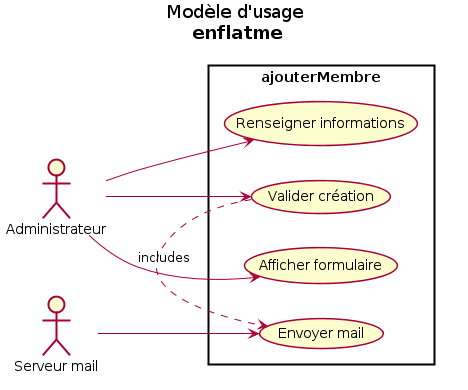 Modèle d'usage
enflatme
ajouterMembre
Renseigner informations
Valider création
Administrateur
includes
Afficher formulaire
Envoyer mail
Serveur mail